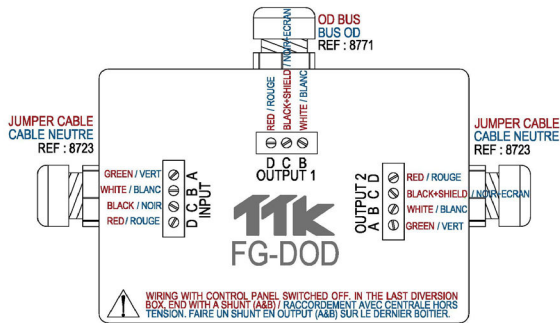 OD BUS
BUS OD
REF : 8771
RED / ROUGE
BLACK+SHIELD / NOIR+ECRAN
WHITE / BLANC
D C B
OUTPUT 1
JUMPER CABLE
CABLE NEUTRE
REF : 8723
GREEN / VERT
WHITE / BLANC
BLACK / NOIR
RED / ROUGE
D C B A
INPUT
JUMPER CABLE
CABLE NEUTRE
REF : 8723
OUTPUT 2
A B C D
RED / ROUGE
BLACK+SHIELD / NOIR+ECRAN
WHITE / BLANC
GREEN / VERT
TTK
FG-DOD
WIRING WITH CONTROL PANEL SWITCHED OFF. IN THE LAST DIVERSION
BOX, END WITH A SHUNT (A&B) / RACCORDEMENT AVEC CENTRALE HORS
TENSION. FAIRE UN SHUNT EN OUTPUT (A&B) SUR LE DERNIER BOITIER.